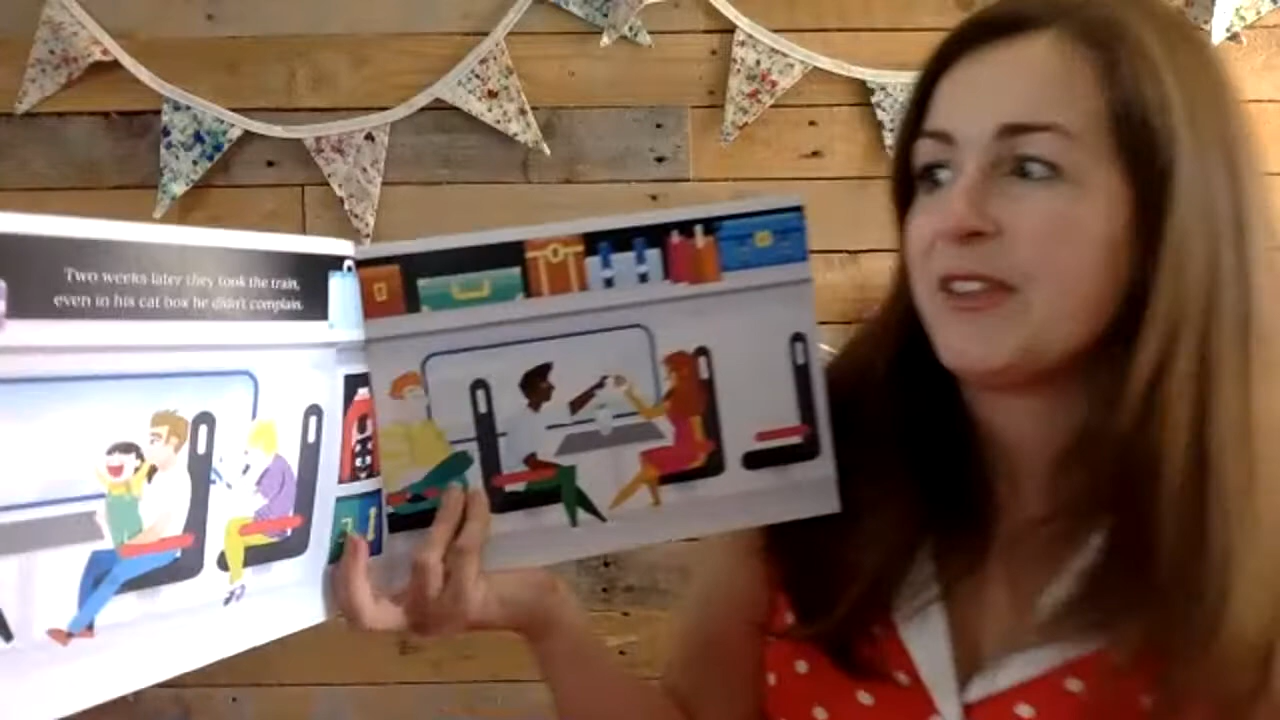 Two weeks later they took the train,
even in his cat box he didn't complain.